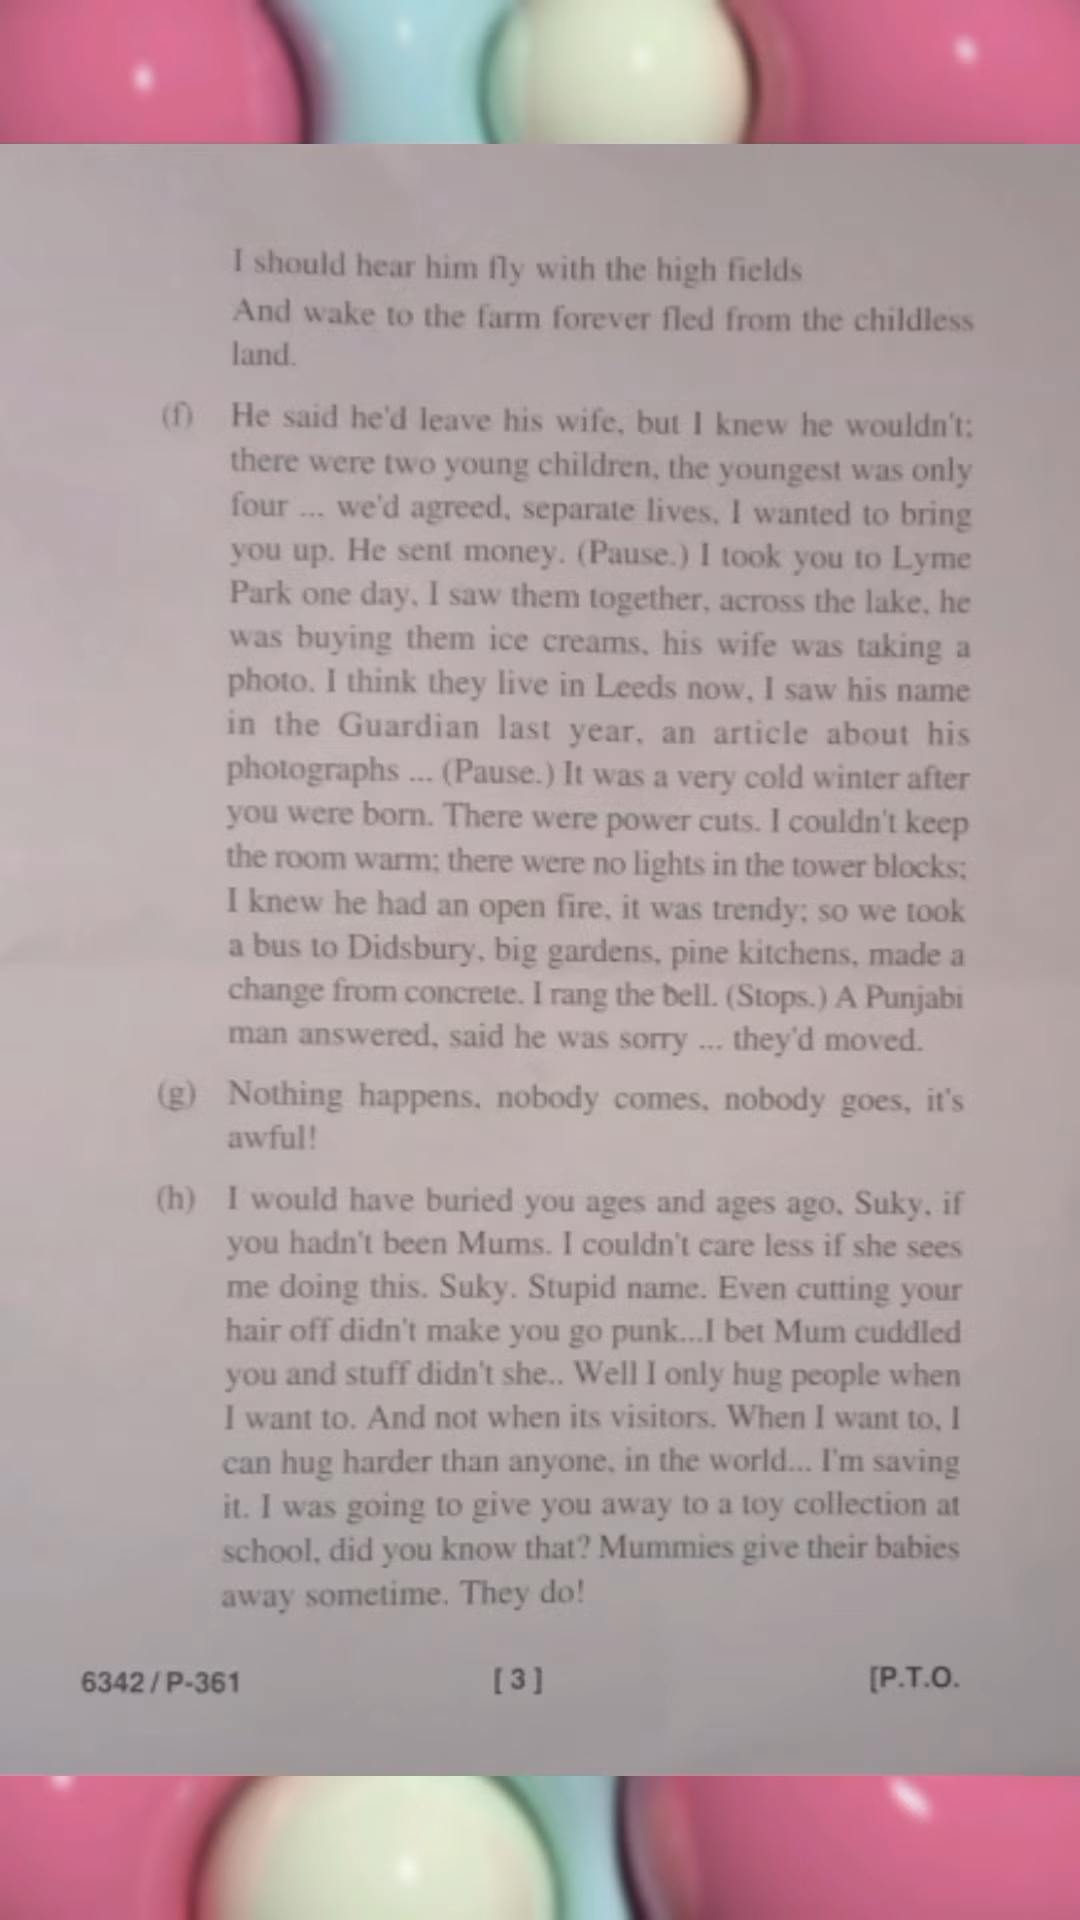 I should hear him fly with the high fields
And wake to the farm forever fled from the childless
land.
(f) He said he'd leave his wife, but I knew he wouldn't;
there were two young children, the youngest was only
four ... we'd agreed, separate lives, I wanted to bring
you up. He sent money. (Pause.) I took you to Lyme
Park one day, I saw them together, across the lake, he
was buying them ice creams, his wife was taking a
photo. I think they live in Leeds now, I saw his name
in the Guardian last year, an article about his
photographs ... (Pause.) It was a very cold winter after
you were born. There were power cuts. I couldn't keep
the room warm; there were no lights in the tower blocks;
I knew he had an open fire, it was trendy; so we took
a bus to Didsbury, big gardens, pine kitchens, made a
change from concrete. I rang the bell. (Stops.) A Punjabi
man answered, said he was sorry ... they'd moved.
(g) Nothing happens, nobody comes, nobody goes, it's
awful!
(h) I would have buried you ages and ages ago, Suky, if
you hadn't been Mums. I couldn't care less if she sees
me doing this. Suky. Stupid name. Even cutting your
hair off didn't make you go punk...I bet Mum cuddled
you and stuff didn't she.. Well I only hug people when
I want to. And not when its visitors. When I want to, I
can hug harder than anyone, in the world... I'm saving
it. I was going to give you away to a toy collection at
school, did you know that? Mummies give their babies
away sometime. They do!
6342 / P-361 [ 3 ] [P.T.O.